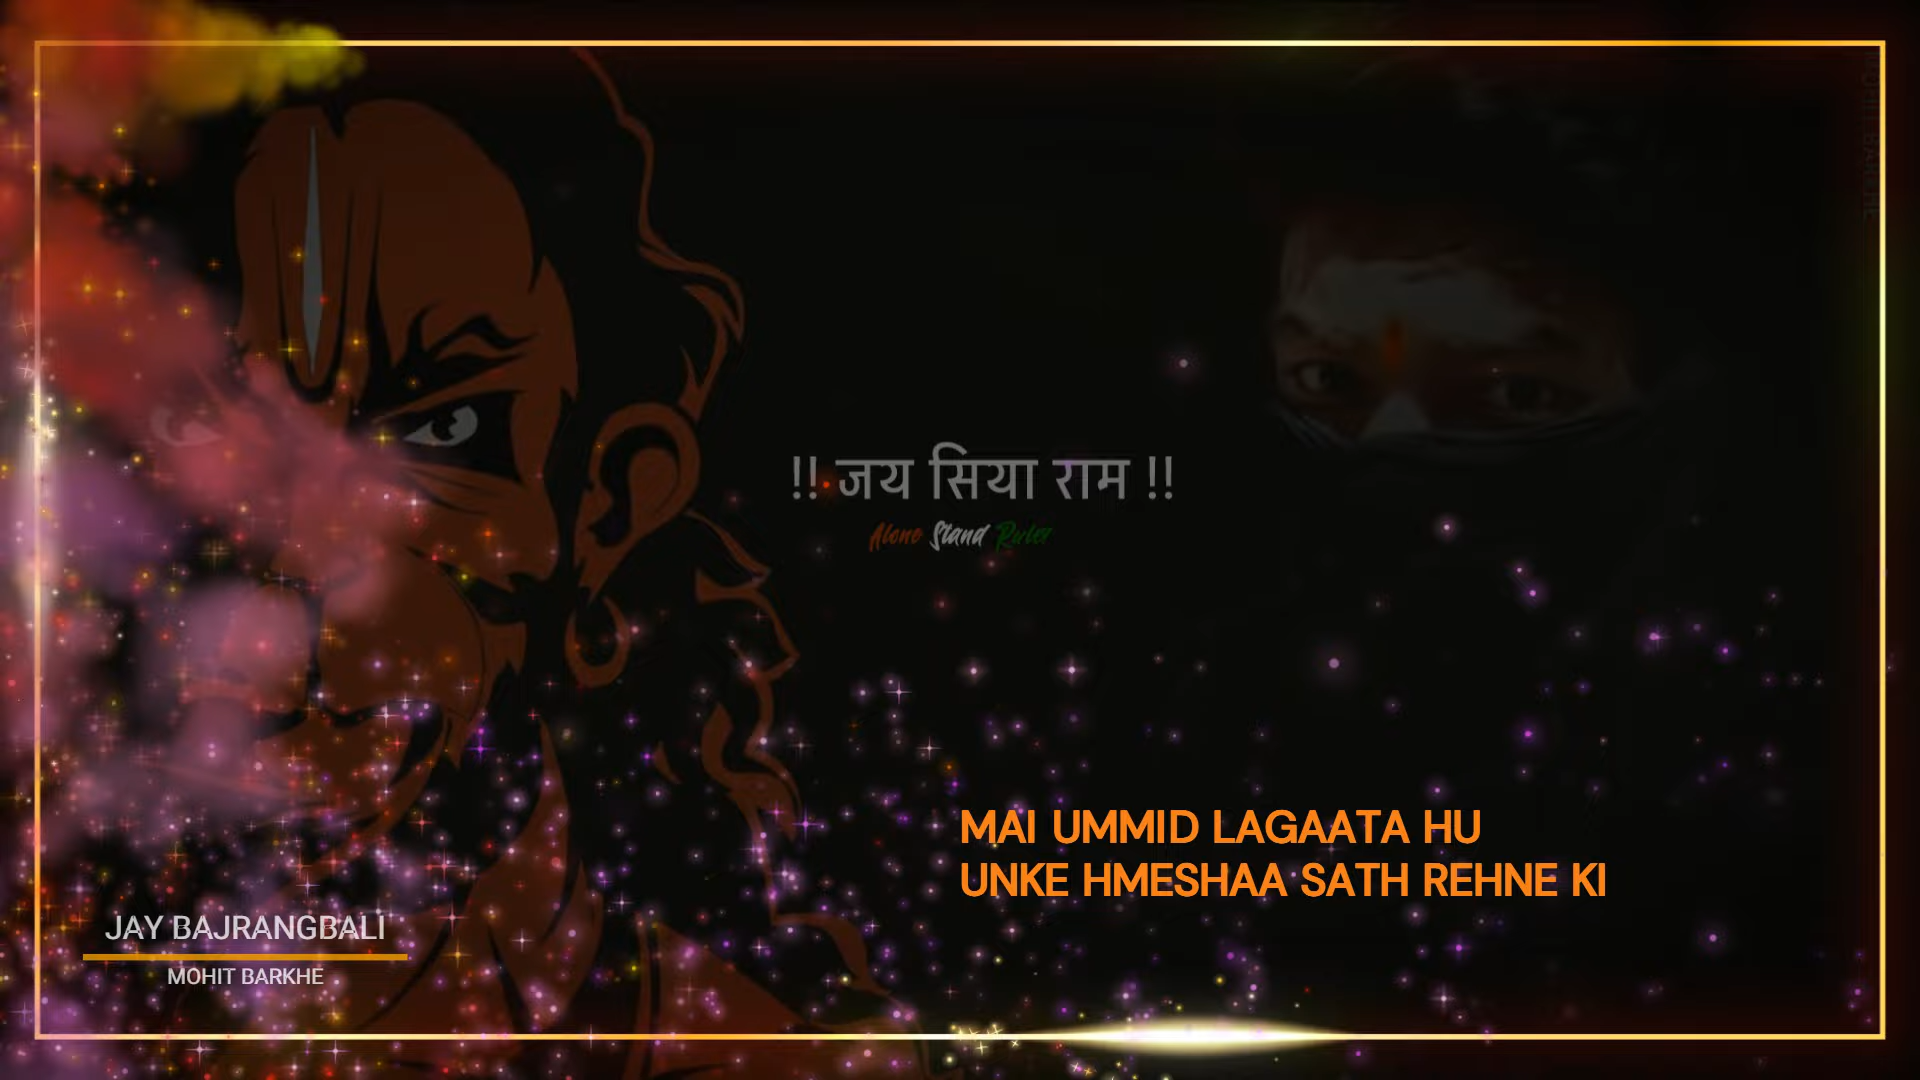 !! जय सिया राम !!
Alone Stand Ruler
MAI UMMID LAGAATA HU
UNKE HMESHAA SATH REHNE KI
JAY BAJRANGBALI
MOHIT BARKHE